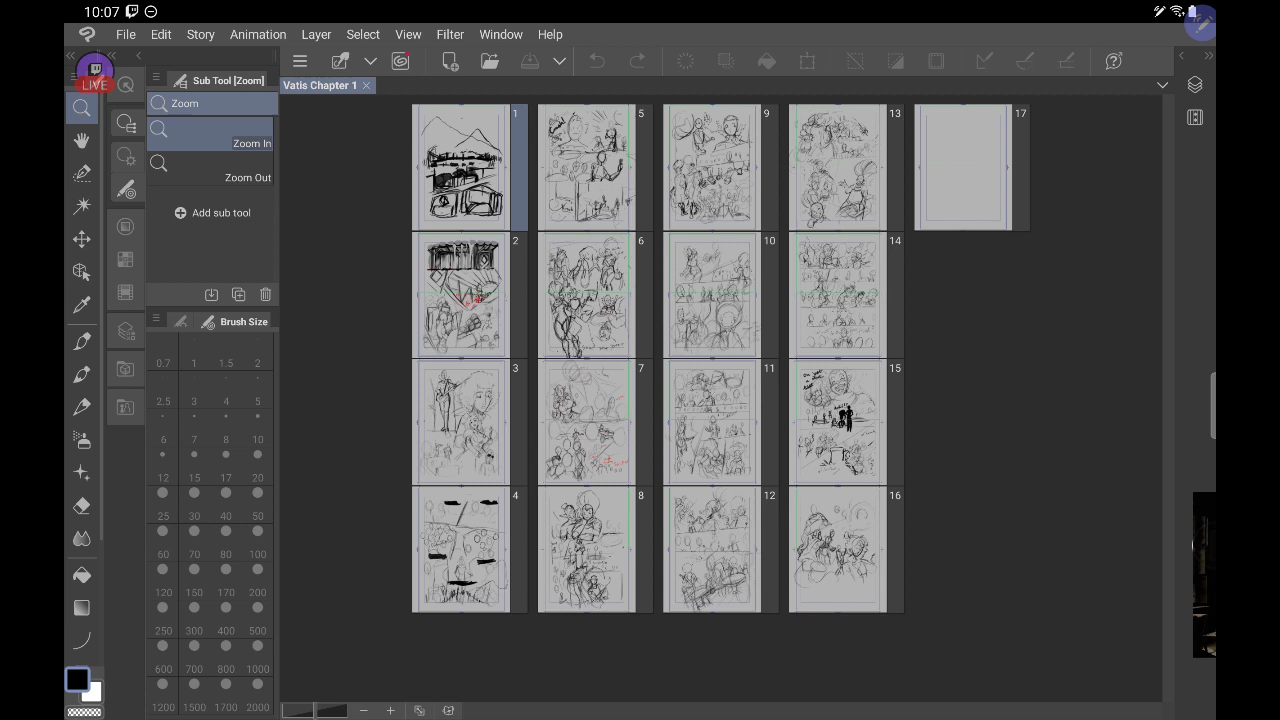 10:07
File Edit Story Animation Layer Select View Filter Window Help
LIVE
Sub Tool [Zoom]
Vatis Chapter 1
Zoom
Zoom In
Zoom Out
Add sub tool
Brush Size
0.7 1 1.5 2
2.5 3 4 5
6 7 8 10
12 15 17 20
25 30 40 50
60 70 80 100
120 150 170 200
250 300 400 500
600 700 800 1000
1200 1500 1700 2000
1 5 9 13 17
2 6 10 14
3 7 11 15
4 8 12 16